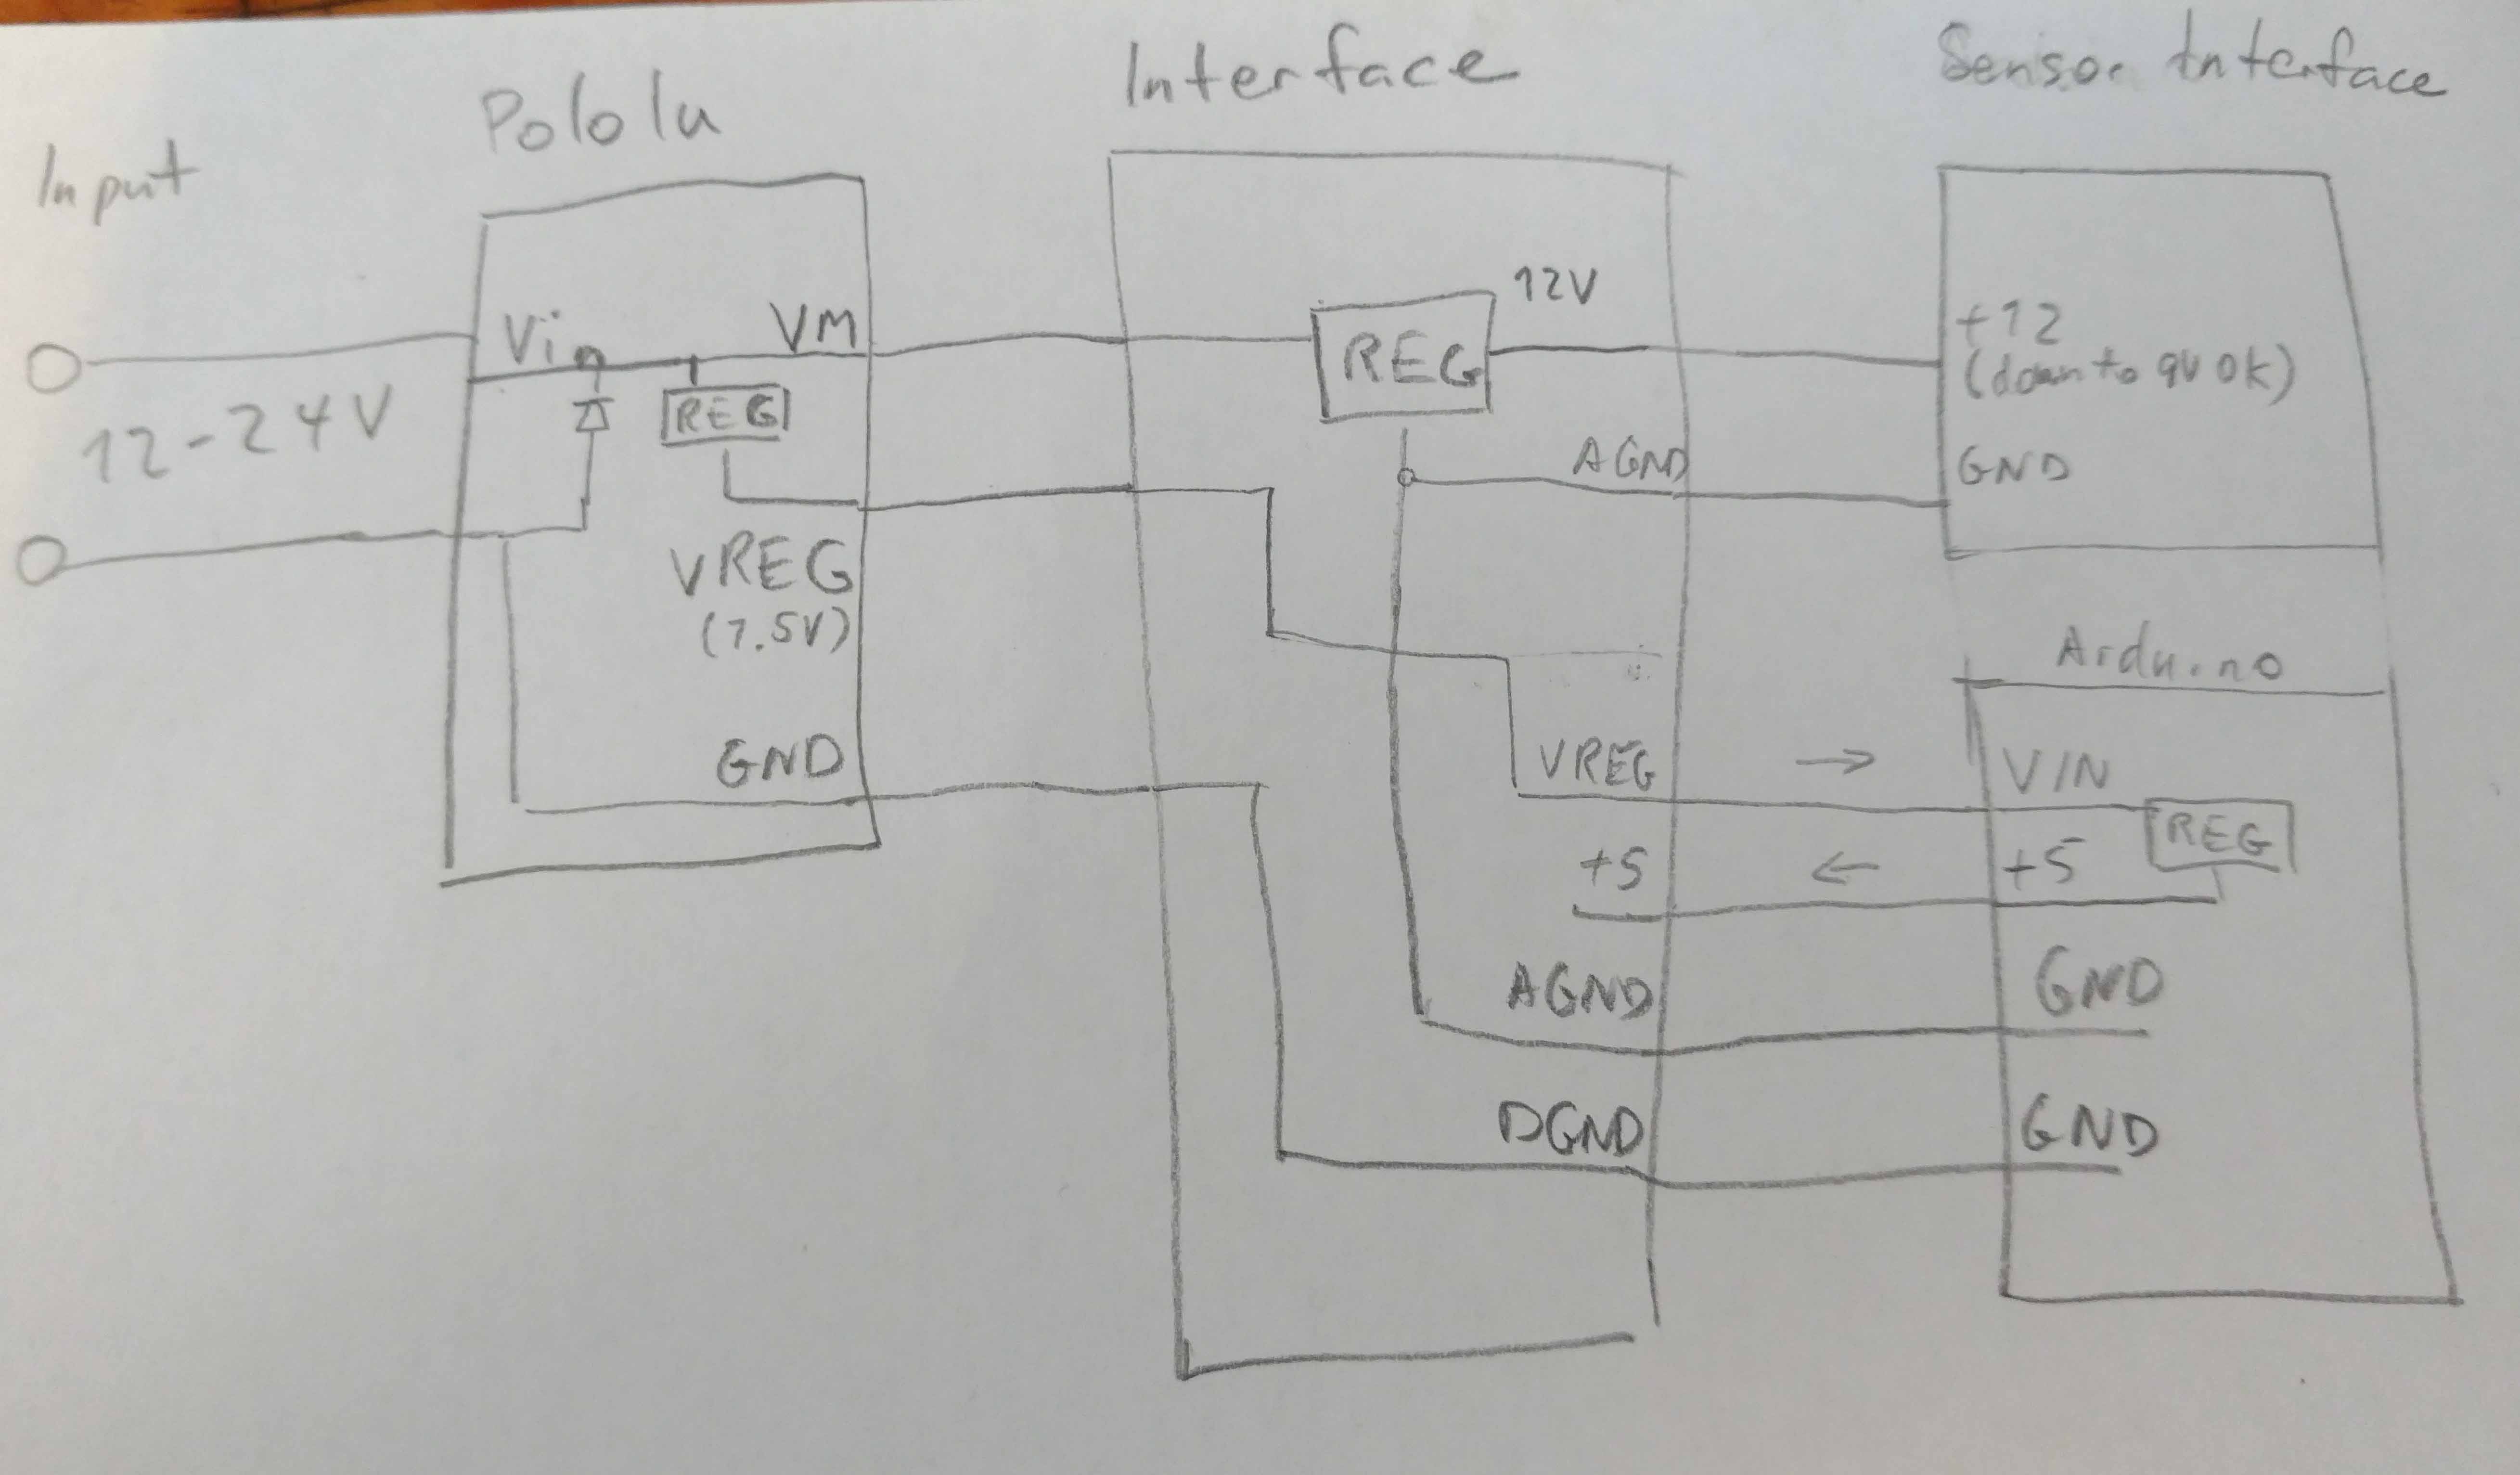 Input
12-24V
Pololu
Vin
VM
REG
VREG
(7.5V)
GND
Interface
REG
12V
AGND
VREG
+5
AGND
DGND
Sensor Interface
+12
(down to 9V ok)
GND
Arduino
VIN
REG
+5
GND
GND